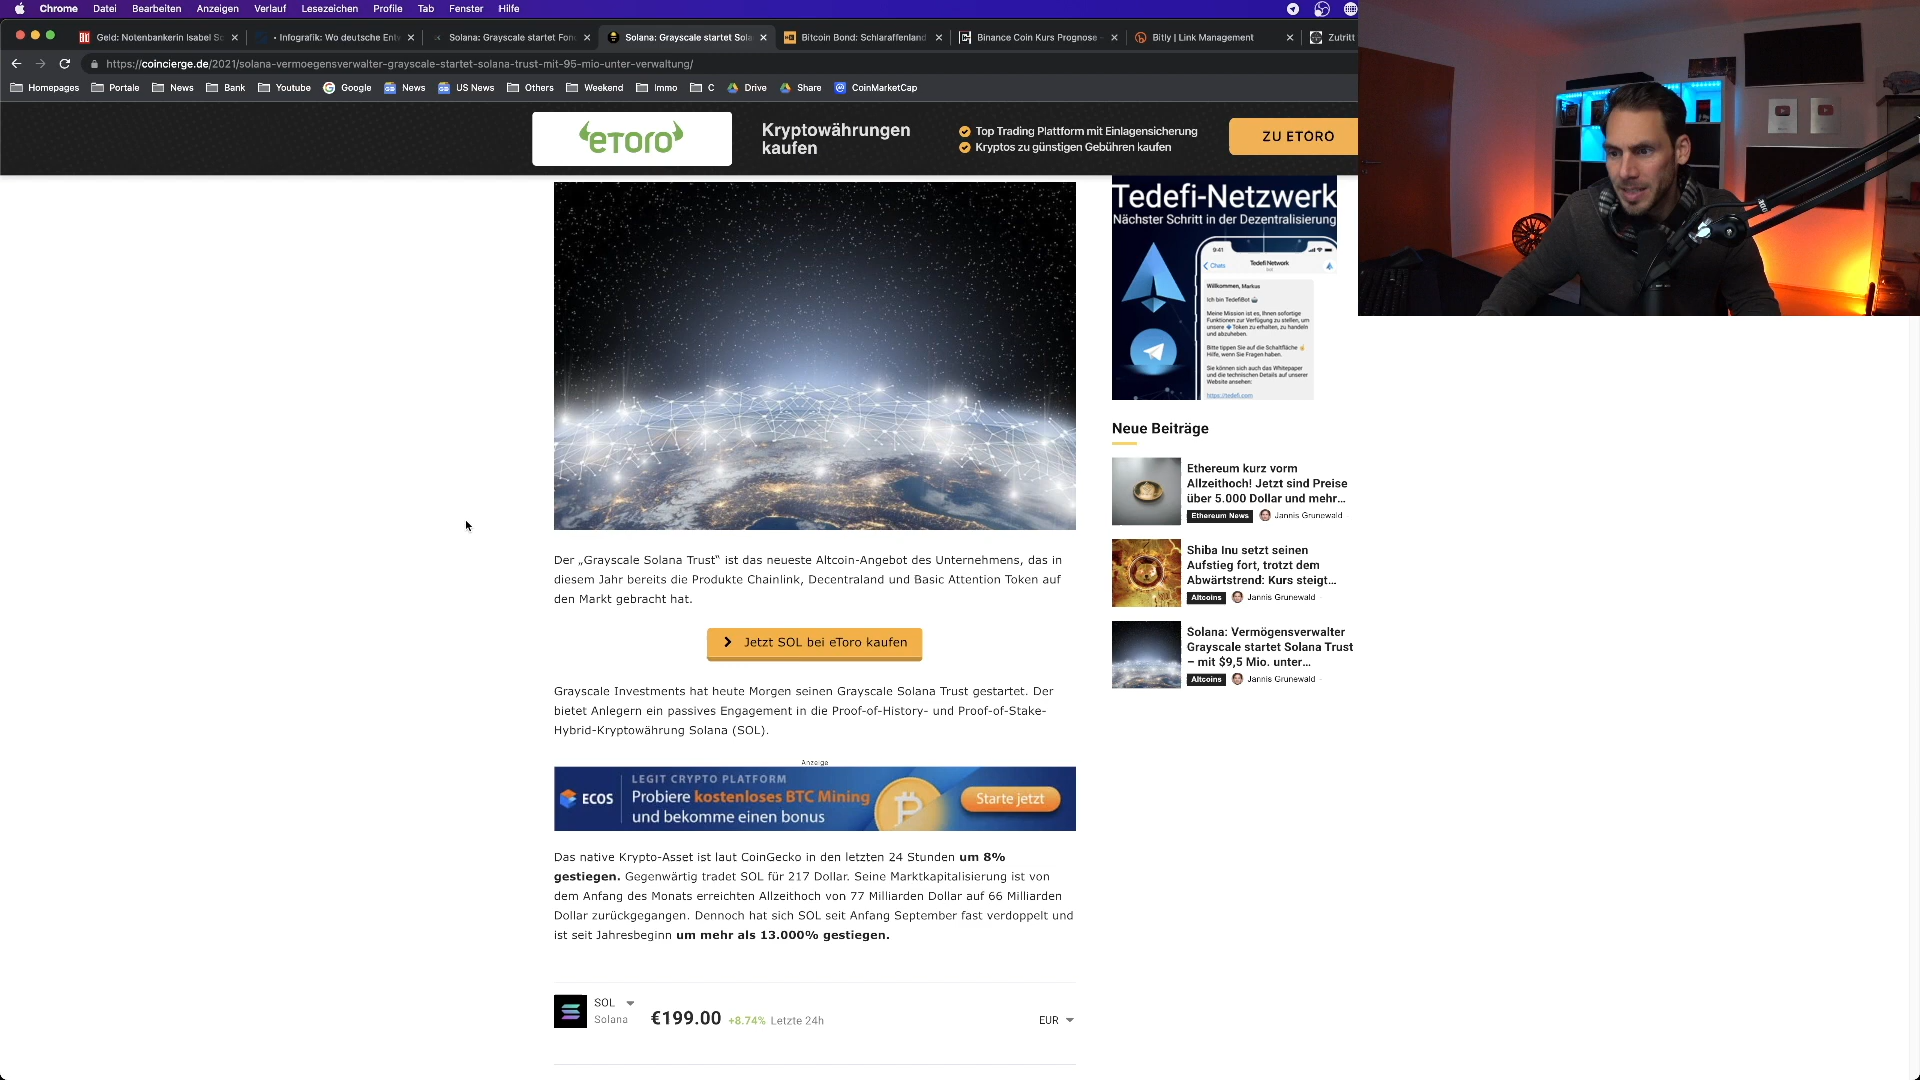 Chrome Datei Bearbeiten Anzeigen Verlauf Lesezeichen Profile Tab Fenster Hilfe
Geld: Notenbankerin Isabel Sc
• Infografik: Wo deutsche Entw
Solana: Grayscale startet Fon
Solana: Grayscale startet Sola
Bitcoin Bond: Schlaraffenland
Binance Coin Kurs Prognose -
Bitly | Link Management
Zutritt
https://coincierge.de/2021/solana-vermoegensverwalter-grayscale-startet-solana-trust-mit-95-mio-unter-verwaltung/
Homepages Portale News Bank Youtube Google News US News Others Weekend Immo C Drive Share CoinMarketCap
eToro
Kryptowährungen
kaufen
Top Trading Plattform mit Einlagensicherung
Kryptos zu günstigen Gebühren kaufen
ZU ETORO
Tedefi-Netzwerk
Nächster Schritt in der Dezentralisierung
9:41
Chats
Tedefi Network
bot
Willkommen, Markus
Ich bin TedefiBot
Meine Mission ist es, Ihnen sofortige
Funktionen zur Verfügung zu stellen, um
unsere Token zu erhalten, zu handeln
und abzuheben.
Bitte tippen Sie auf die Schaltfläche
Hilfe, wenn Sie Fragen haben.
Sie können sich auch das Whitepaper
und die technischen Details auf unserer
Website ansehen:
https://tedefi.com
Neue Beiträge
Ethereum kurz vorm
Allzeithoch! Jetzt sind Preise
über 5.000 Dollar und mehr...
Ethereum News Jannis Grunewald -
Shiba Inu setzt seinen
Aufstieg fort, trotzt dem
Abwärtstrend: Kurs steigt...
Altcoins Jannis Grunewald -
Solana: Vermögensverwalter
Grayscale startet Solana Trust
– mit $9,5 Mio. unter...
Altcoins Jannis Grunewald -
Der „Grayscale Solana Trust“ ist das neueste Altcoin-Angebot des Unternehmens, das in
diesem Jahr bereits die Produkte Chainlink, Decentraland und Basic Attention Token auf
den Markt gebracht hat.
Jetzt SOL bei eToro kaufen
Grayscale Investments hat heute Morgen seinen Grayscale Solana Trust gestartet. Der
bietet Anlegern ein passives Engagement in die Proof-of-History- und Proof-of-Stake-
Hybrid-Kryptowährung Solana (SOL).
Anzeige
ECOS
LEGIT CRYPTO PLATFORM
Probiere kostenloses BTC Mining
und bekomme einen bonus
Starte jetzt
Das native Krypto-Asset ist laut CoinGecko in den letzten 24 Stunden um 8%
gestiegen. Gegenwärtig tradet SOL für 217 Dollar. Seine Marktkapitalisierung ist von
dem Anfang des Monats erreichten Allzeithoch von 77 Milliarden Dollar auf 66 Milliarden
Dollar zurückgegangen. Dennoch hat sich SOL seit Anfang September fast verdoppelt und
ist seit Jahresbeginn um mehr als 13.000% gestiegen.
SOL
Solana
€199.00 +8.74% Letzte 24h
EUR